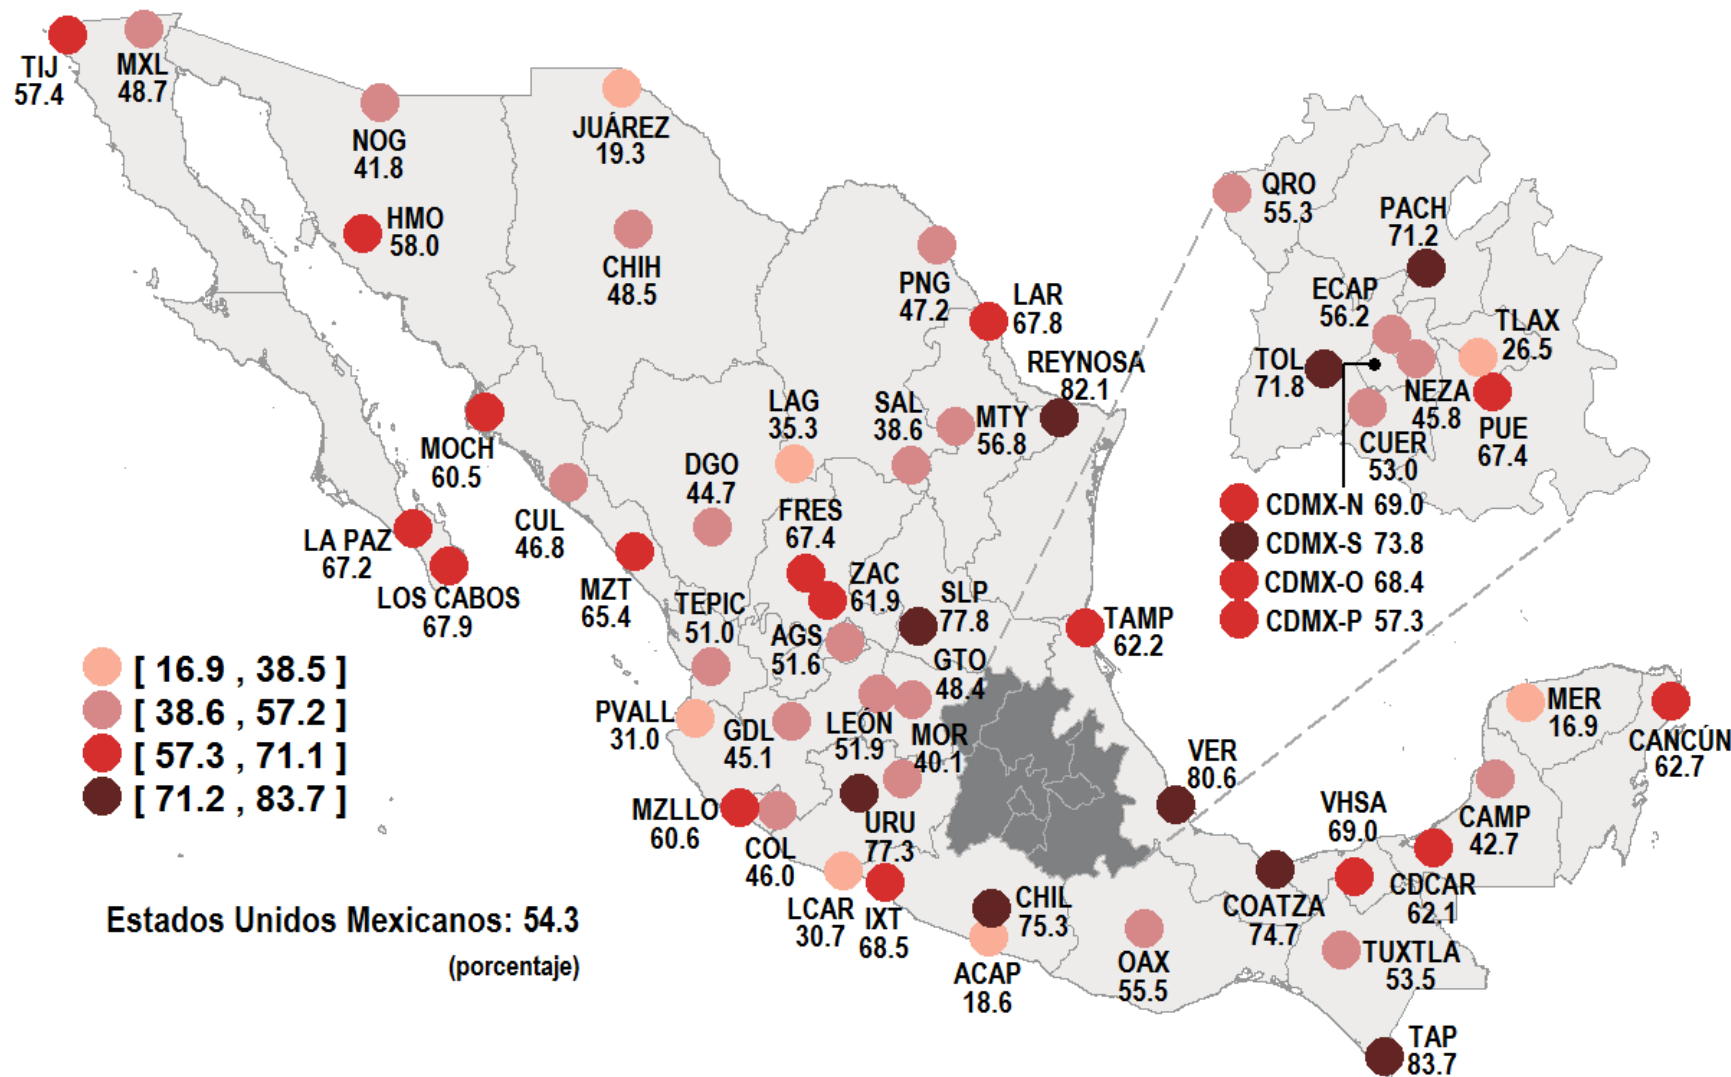 TIJ
57.4
MXL
48.7
NOG
41.8
HMO
58.0
JUÁREZ
19.3
CHIH
48.5
PNG
47.2
LAR
67.8
REYNOSA
82.1
MOCH
60.5
LAG
35.3
SAL
38.6
MTY
56.8
DGO
44.7
CUL
46.8
FRES
67.4
LA PAZ
67.2
LOS CABOS
67.9
MZT
65.4
ZAC
61.9
SLP
77.8
TEPIC
51.0
AGS
51.6
GTO
48.4
TAMP
62.2
PVALL
31.0
GDL
45.1
LEÓN
51.9
MOR
40.1
MZLLO
60.6
COL
46.0
URU
77.3
LCAR
30.7
IXT
68.5
CHIL
75.3
ACAP
18.6
OAX
55.5
VER
80.6
COATZA
74.7
VHSA
69.0
CDCAR
62.1
CAMP
42.7
MER
16.9
CANCÚN
62.7
TUXTLA
53.5
TAP
83.7
QRO
55.3
PACH
71.2
ECAP
56.2
TLAX
26.5
TOL
71.8
NEZA
45.8
CUER
53.0
PUE
67.4
CDMX-N 69.0
CDMX-S 73.8
CDMX-O 68.4
CDMX-P 57.3
[ 16.9 , 38.5 ]
[ 38.6 , 57.2 ]
[ 57.3 , 71.1 ]
[ 71.2 , 83.7 ]
Estados Unidos Mexicanos: 54.3
(porcentaje)